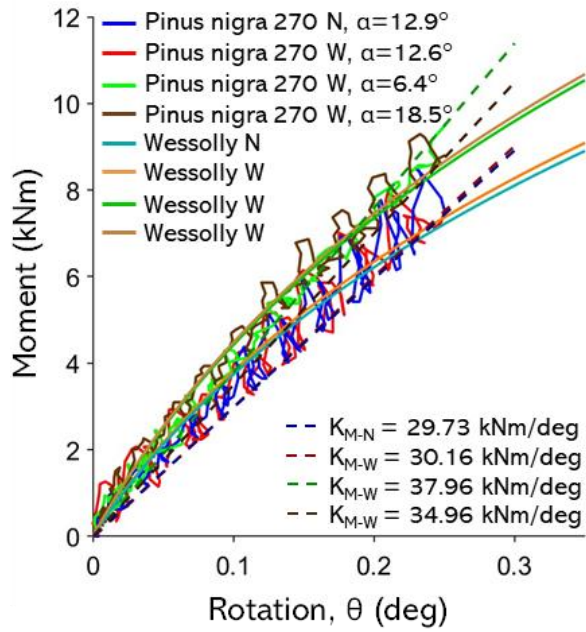 12
10
8
6
4
2
0
Moment (kNm)
Pinus nigra 270 N, α=12.9°
Pinus nigra 270 W, α=12.6°
Pinus nigra 270 W, α=6.4°
Pinus nigra 270 W, α=18.5°
Wessolly N
Wessolly W
Wessolly W
Wessolly W
K_M-N = 29.73 kNm/deg
K_M-W = 30.16 kNm/deg
K_M-W = 37.96 kNm/deg
K_M-W = 34.96 kNm/deg
0 0.1 0.2 0.3
Rotation, θ (deg)